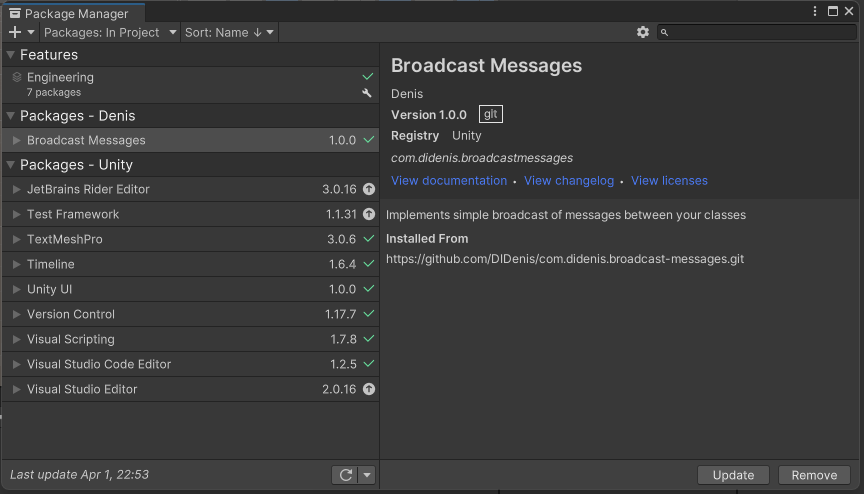 Package Manager
Packages: In Project Sort: Name ↓
Features
Engineering
7 packages
Packages - Denis
Broadcast Messages 1.0.0
Packages - Unity
JetBrains Rider Editor 3.0.16
Test Framework 1.1.31
TextMeshPro 3.0.6
Timeline 1.6.4
Unity UI 1.0.0
Version Control 1.17.7
Visual Scripting 1.7.8
Visual Studio Code Editor 1.2.5
Visual Studio Editor 2.0.16
Last update Apr 1, 22:53
Broadcast Messages
Denis
Version 1.0.0 git
Registry Unity
com.didenis.broadcastmessages
View documentation • View changelog • View licenses
Implements simple broadcast of messages between your classes
Installed From
https://github.com/DIDenis/com.didenis.broadcast-messages.git
Update Remove